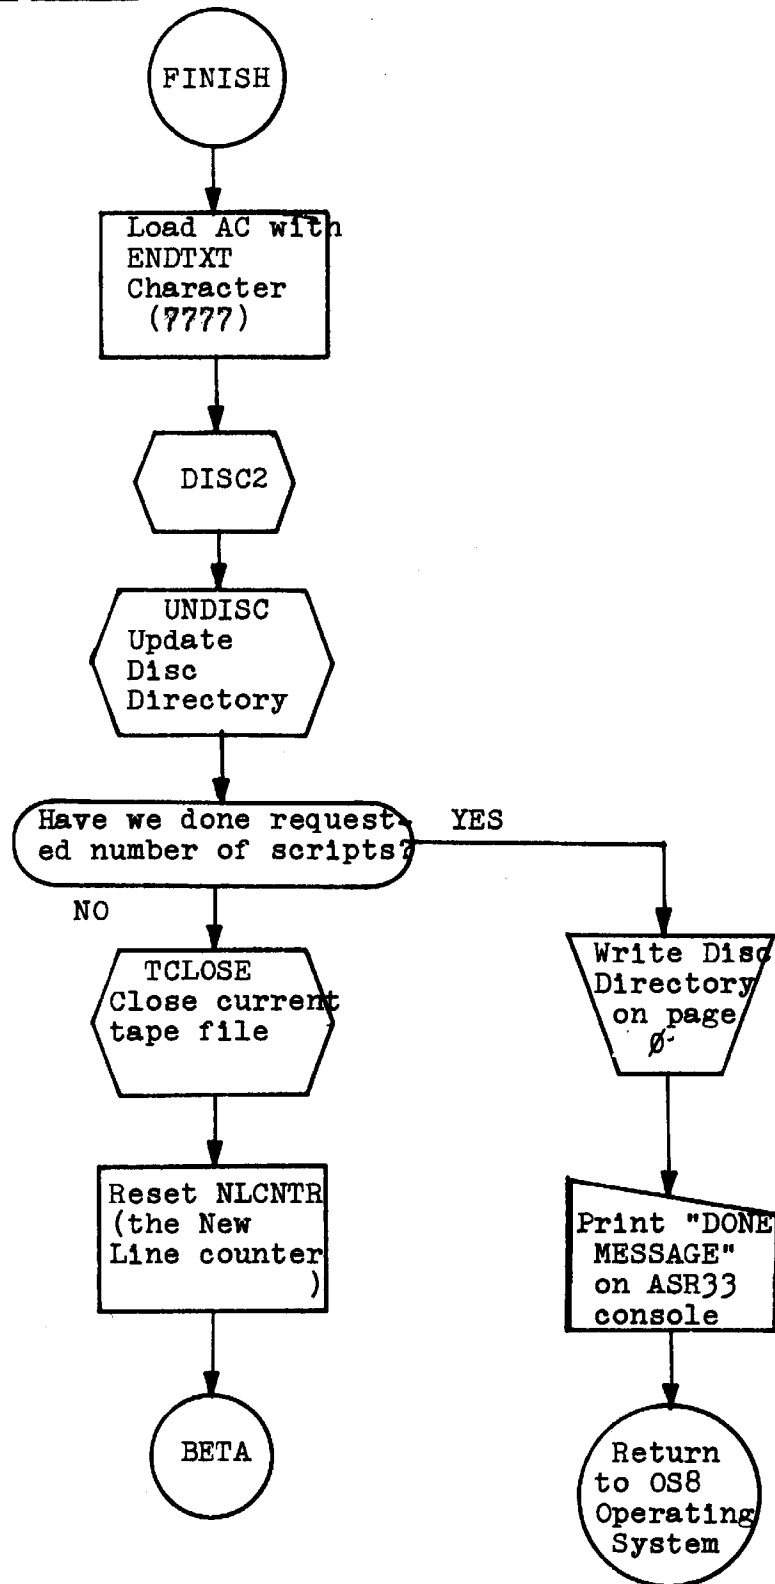 FINISH
Load AC with
ENDTXT
Character
(7777)
DISC2
UNDISC
Update
Disc
Directory
Have we done request-
ed number of scripts?
YES
NO
TCLOSE
Close current
tape file
Reset NLCNTR
(the New
Line counter
)
BETA
Write Disc
Directory
on page
Ø
Print "DONE
MESSAGE"
on ASR33
console
Return
to OS8
Operating
System